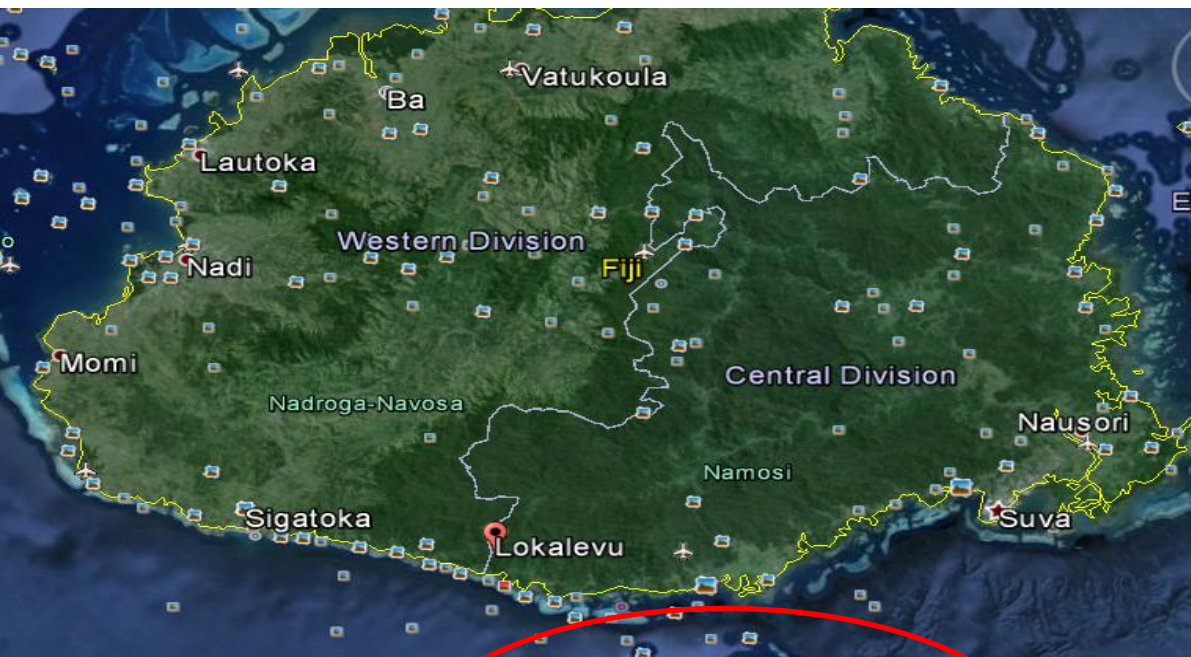 Vatukoula
Ba
Lautoka
E
Western Division
Nadi
Fiji
Momi
Central Division
Nadroga-Navosa
Nausori
Namosi
Sigatoka
Suva
Lokalevu